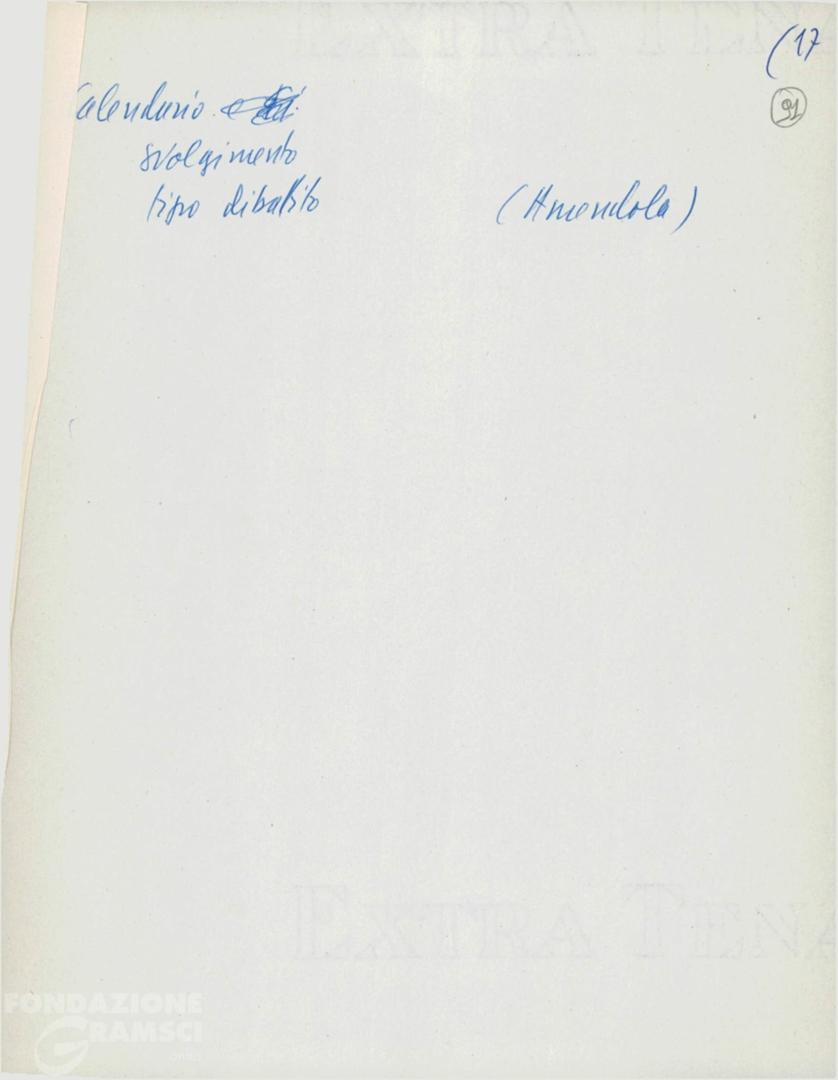 (17
91
Calendario
svolgimento
tipo dibattito (Amendola)
EXTRA TENA
FONDAZIONE
GRAMSCI